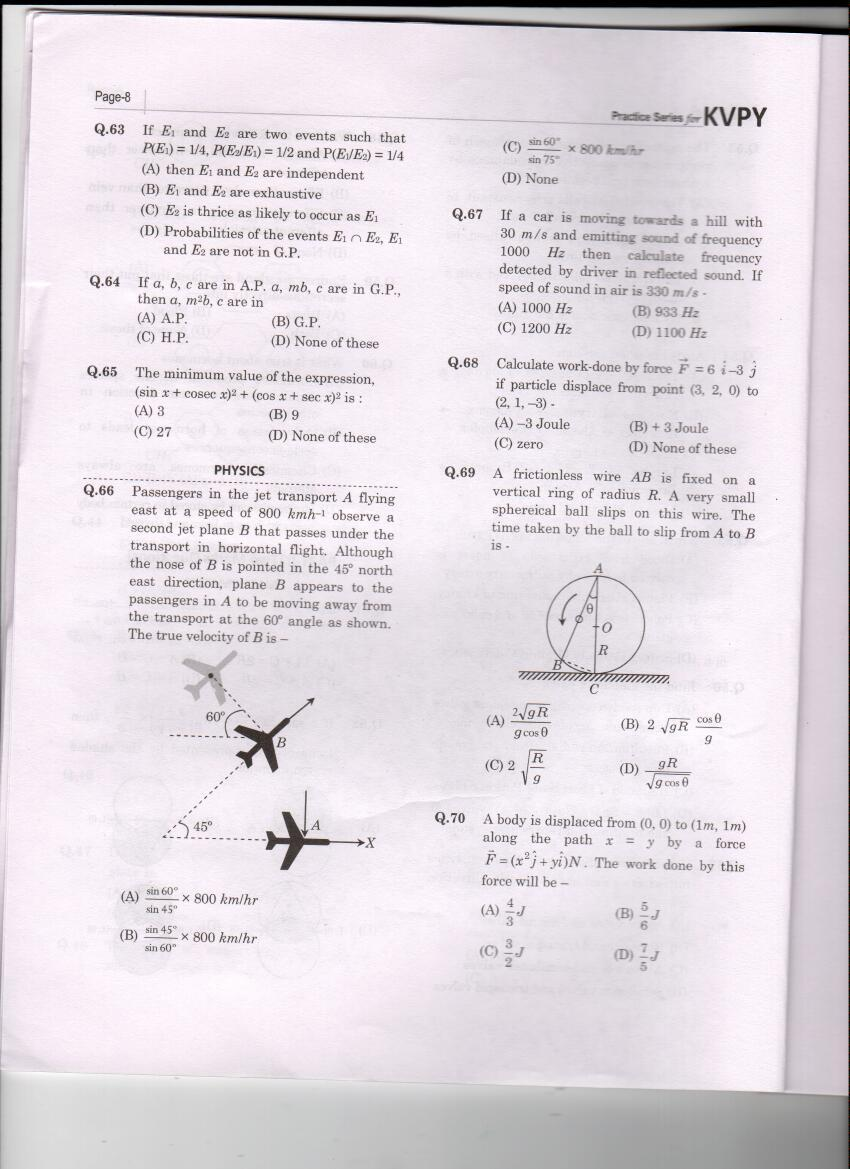 Page-8
Practice Series for KVPY
Q.63 If E1 and E2 are two events such that
P(E1) = 1/4, P(E2/E1) = 1/2 and P(E1/E2) = 1/4
(A) then E1 and E2 are independent
(B) E1 and E2 are exhaustive
(C) E2 is thrice as likely to occur as E1
(D) Probabilities of the events E1 ∩ E2, E1
and E2 are not in G.P.
Q.64 If a, b, c are in A.P. a, mb, c are in G.P.,
then a, m²b, c are in
(A) A.P. (B) G.P.
(C) H.P. (D) None of these
Q.65 The minimum value of the expression,
(sin x + cosec x)² + (cos x + sec x)² is :
(A) 3 (B) 9
(C) 27 (D) None of these
PHYSICS
Q.66 Passengers in the jet transport A flying
east at a speed of 800 kmh⁻¹ observe a
second jet plane B that passes under the
transport in horizontal flight. Although
the nose of B is pointed in the 45° north
east direction, plane B appears to the
passengers in A to be moving away from
the transport at the 60° angle as shown.
The true velocity of B is –
60°
B
45°
A
X
(A) sin 60°/sin 45° × 800 km/hr
(B) sin 45°/sin 60° × 800 km/hr
(C) sin 60°/sin 75° × 800 km/hr
(D) None
Q.67 If a car is moving towards a hill with
30 m/s and emitting sound of frequency
1000 Hz then calculate frequency
detected by driver in reflected sound. If
speed of sound in air is 330 m/s -
(A) 1000 Hz (B) 933 Hz
(C) 1200 Hz (D) 1100 Hz
Q.68 Calculate work-done by force F⃗ = 6 î –3 ĵ
if particle displace from point (3, 2, 0) to
(2, 1, –3) -
(A) –3 Joule (B) + 3 Joule
(C) zero (D) None of these
Q.69 A frictionless wire AB is fixed on a
vertical ring of radius R. A very small
sphereical ball slips on this wire. The
time taken by the ball to slip from A to B
is -
A
θ
O
R
B
C
(A) 2√gR/g cos θ (B) 2 √gR cos θ/g
(C) 2 √R/g (D) gR/√g cos θ
Q.70 A body is displaced from (0, 0) to (1m, 1m)
along the path x = y by a force
F⃗ = (x² ĵ + yî)N. The work done by this
force will be –
(A) 4/3 J (B) 5/6 J
(C) 3/2 J (D) 7/5 J